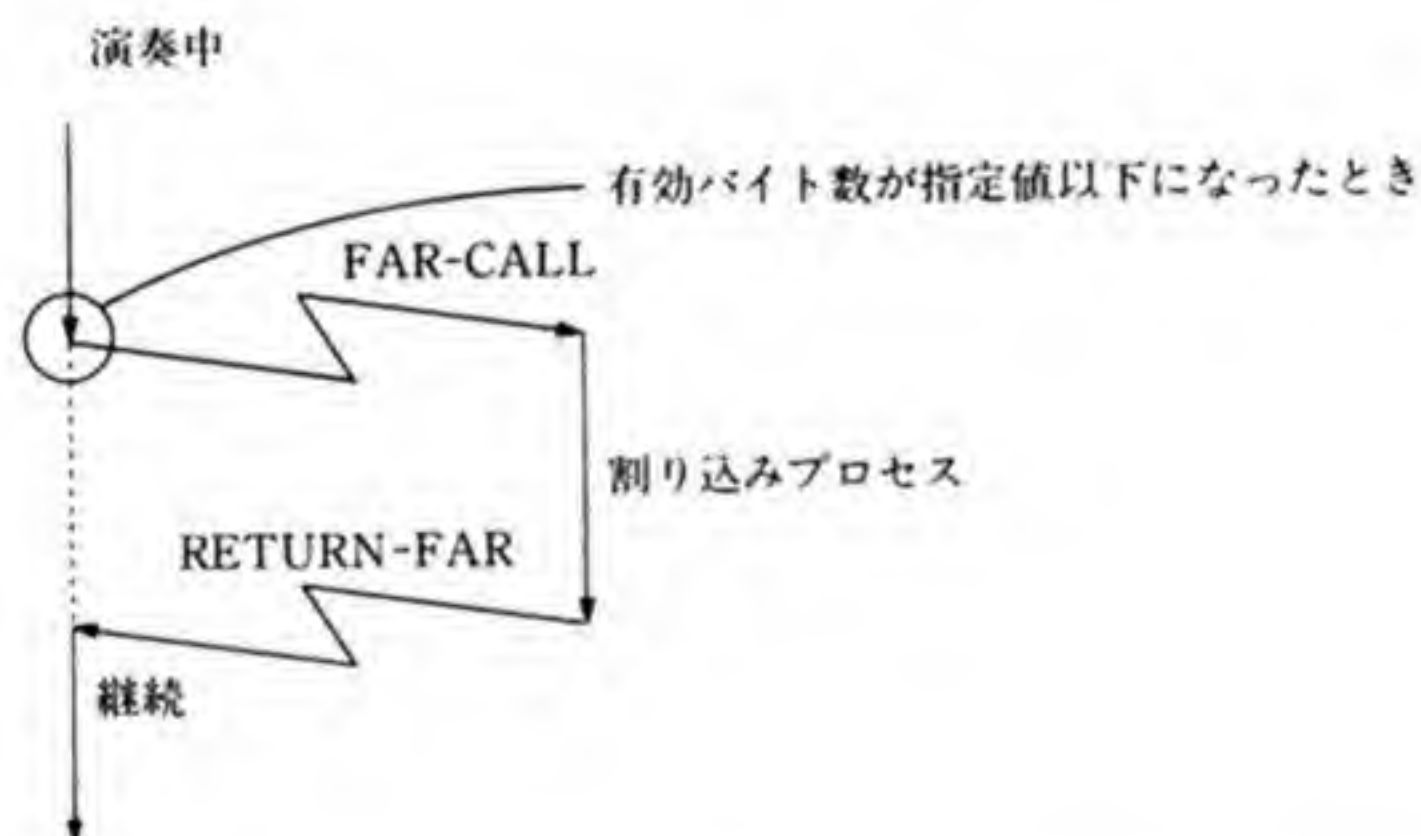 演奏中
有効バイト数が指定値以下になったとき
FAR-CALL
割り込みプロセス
RETURN-FAR
継続